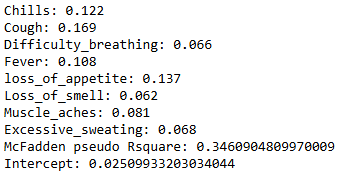 Chills: 0.122
Cough: 0.169
Difficulty_breathing: 0.066
Fever: 0.108
loss_of_appetite: 0.137
Loss_of_smell: 0.062
Muscle_aches: 0.081
Excessive_sweating: 0.068
McFadden pseudo Rsquare: 0.3460904809970009
Intercept: 0.02509933203034044